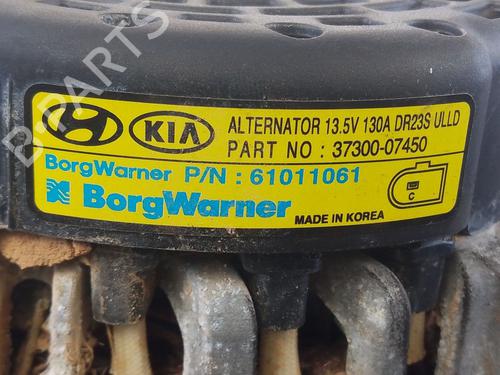 B-PARTS
KIA ALTERNATOR 13.5V 130A DR23S ULLD
PART NO : 37300-07450
BorgWarner P/N : 61011061
BorgWarner
C
MADE IN KOREA